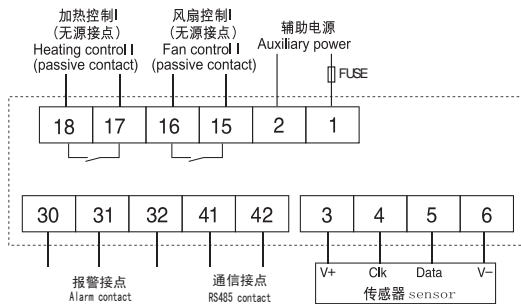 加热控制I
(无源接点)
Heating control I
(passive contact)
风扇控制I
(无源接点)
Fan control I
(passive contact)
辅助电源
Auxiliary power
FUSE
18 17 16 15 2 1
30 31 32 41 42 3 4 5 6
报警接点
Alarm contact
通信接点
RS485 contact
V+ Clk Data V-
传感器 sensor